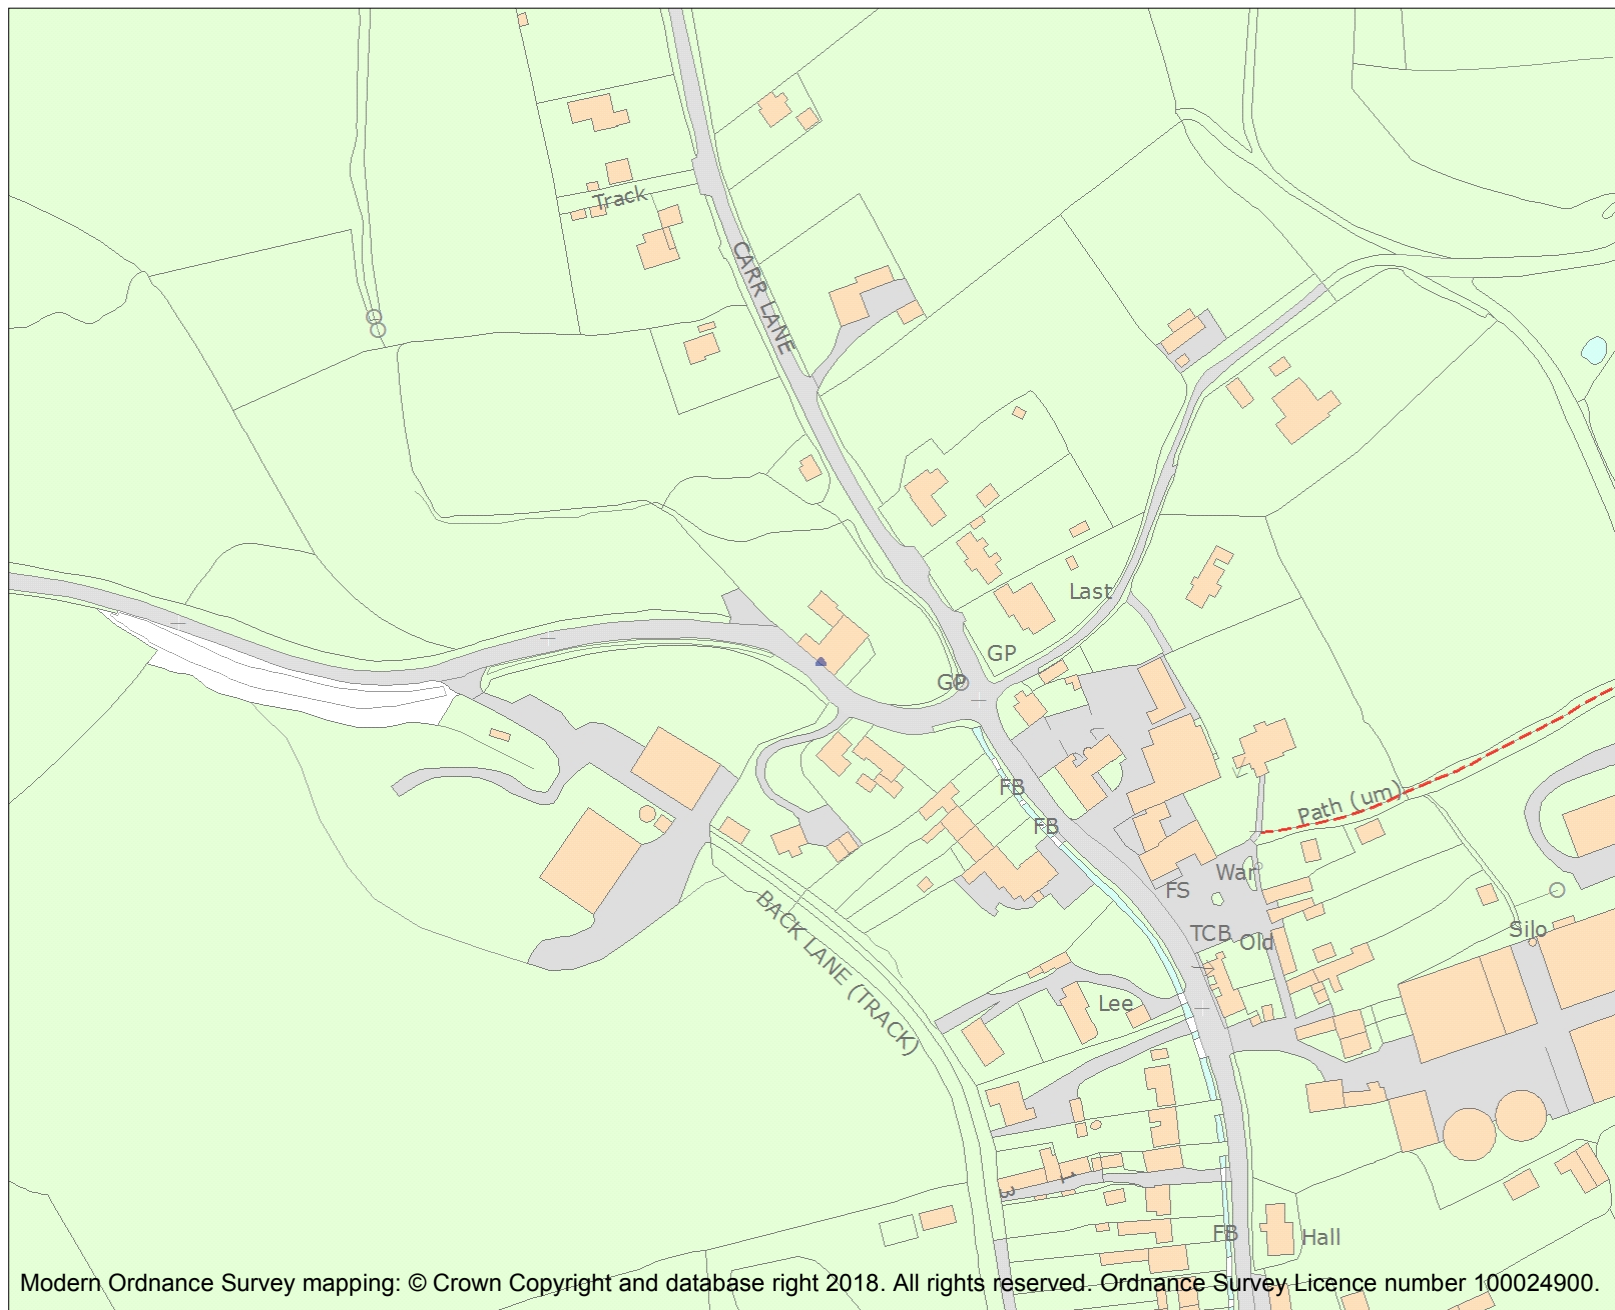 Track
CARR LANE
Last
GP
GP
FB
FB
Path (um)
War
FS
TCB
Old
Silo
BACK LANE (TRACK)
Lee
1
3
FB
Hall
Modern Ordnance Survey mapping: © Crown Copyright and database right 2018. All rights reserved. Ordnance Survey Licence number 100024900.